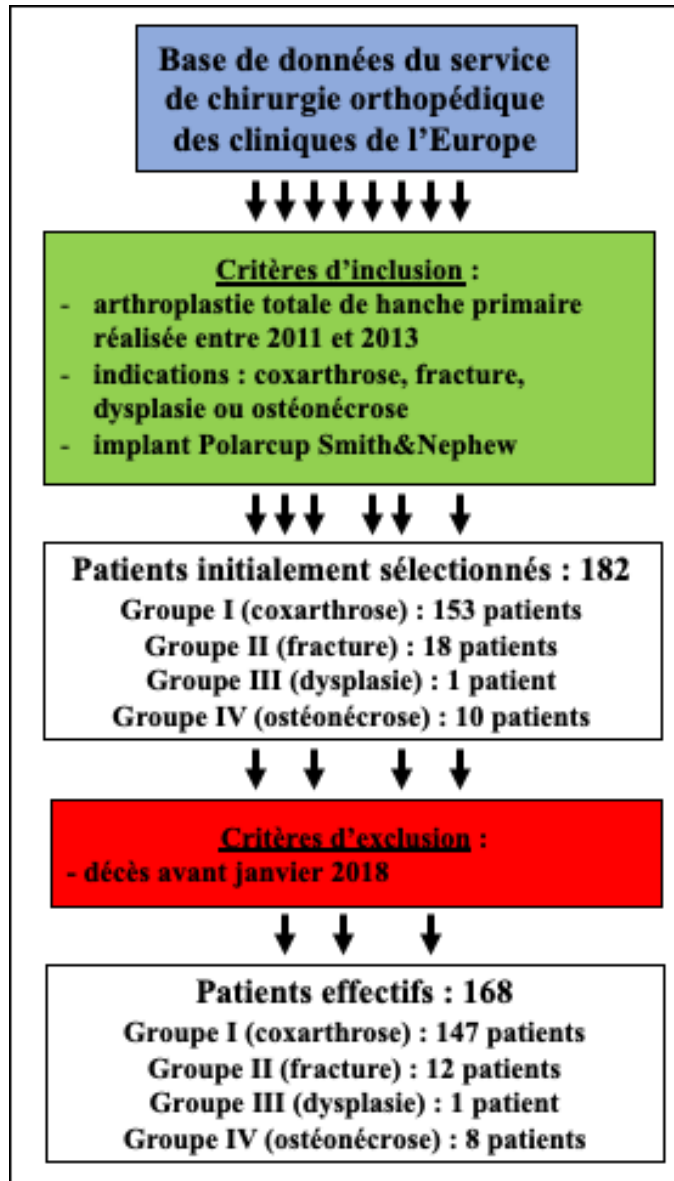 Base de données du service
de chirurgie orthopédique
des cliniques de l'Europe
Critères d'inclusion :
- arthroplastie totale de hanche primaire
réalisée entre 2011 et 2013
- indications : coxarthrose, fracture,
dysplasie ou ostéonécrose
- implant Polarcup Smith&Nephew
Patients initialement sélectionnés : 182
Groupe I (coxarthrose) : 153 patients
Groupe II (fracture) : 18 patients
Groupe III (dysplasie) : 1 patient
Groupe IV (ostéonécrose) : 10 patients
Critères d'exclusion :
- décès avant janvier 2018
Patients effectifs : 168
Groupe I (coxarthrose) : 147 patients
Groupe II (fracture) : 12 patients
Groupe III (dysplasie) : 1 patient
Groupe IV (ostéonécrose) : 8 patients